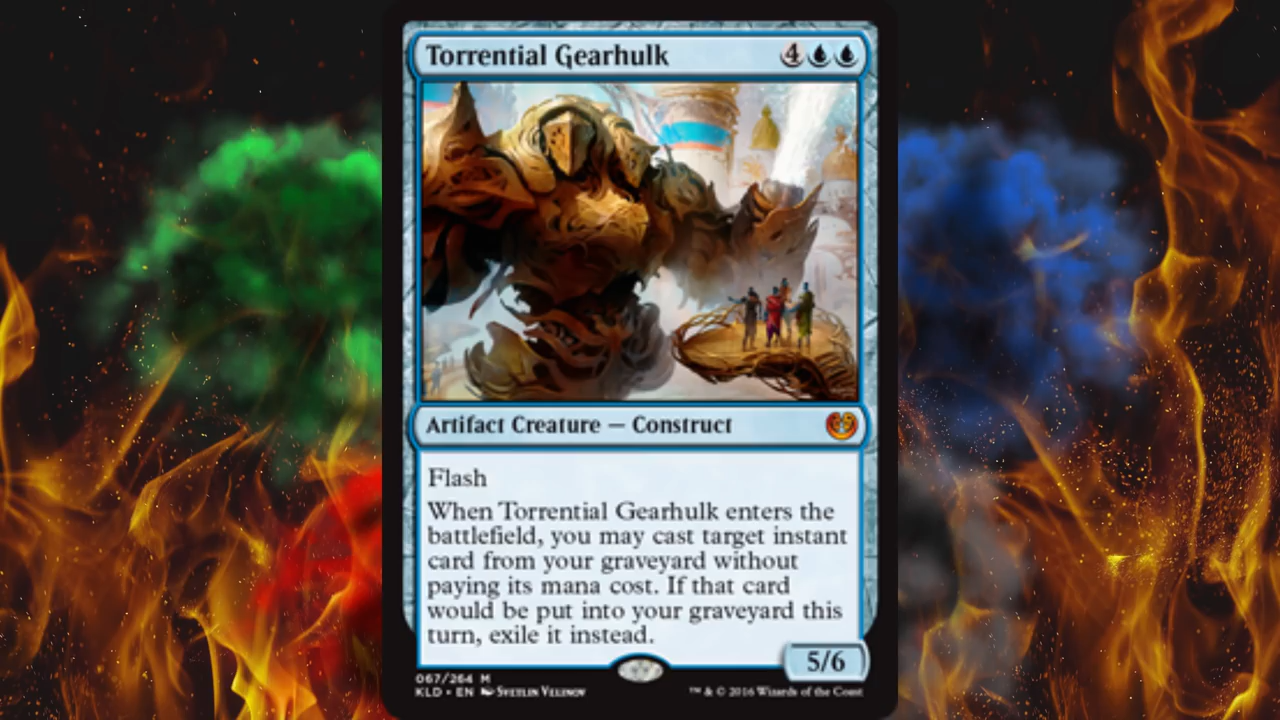 Torrential Gearhulk 4
Artifact Creature — Construct
Flash
When Torrential Gearhulk enters the
battlefield, you may cast target instant
card from your graveyard without
paying its mana cost. If that card
would be put into your graveyard this
turn, exile it instead.
5/6
067/264 M
KLD • EN Svetlin Velinov
™ & © 2016 Wizards of the Coast